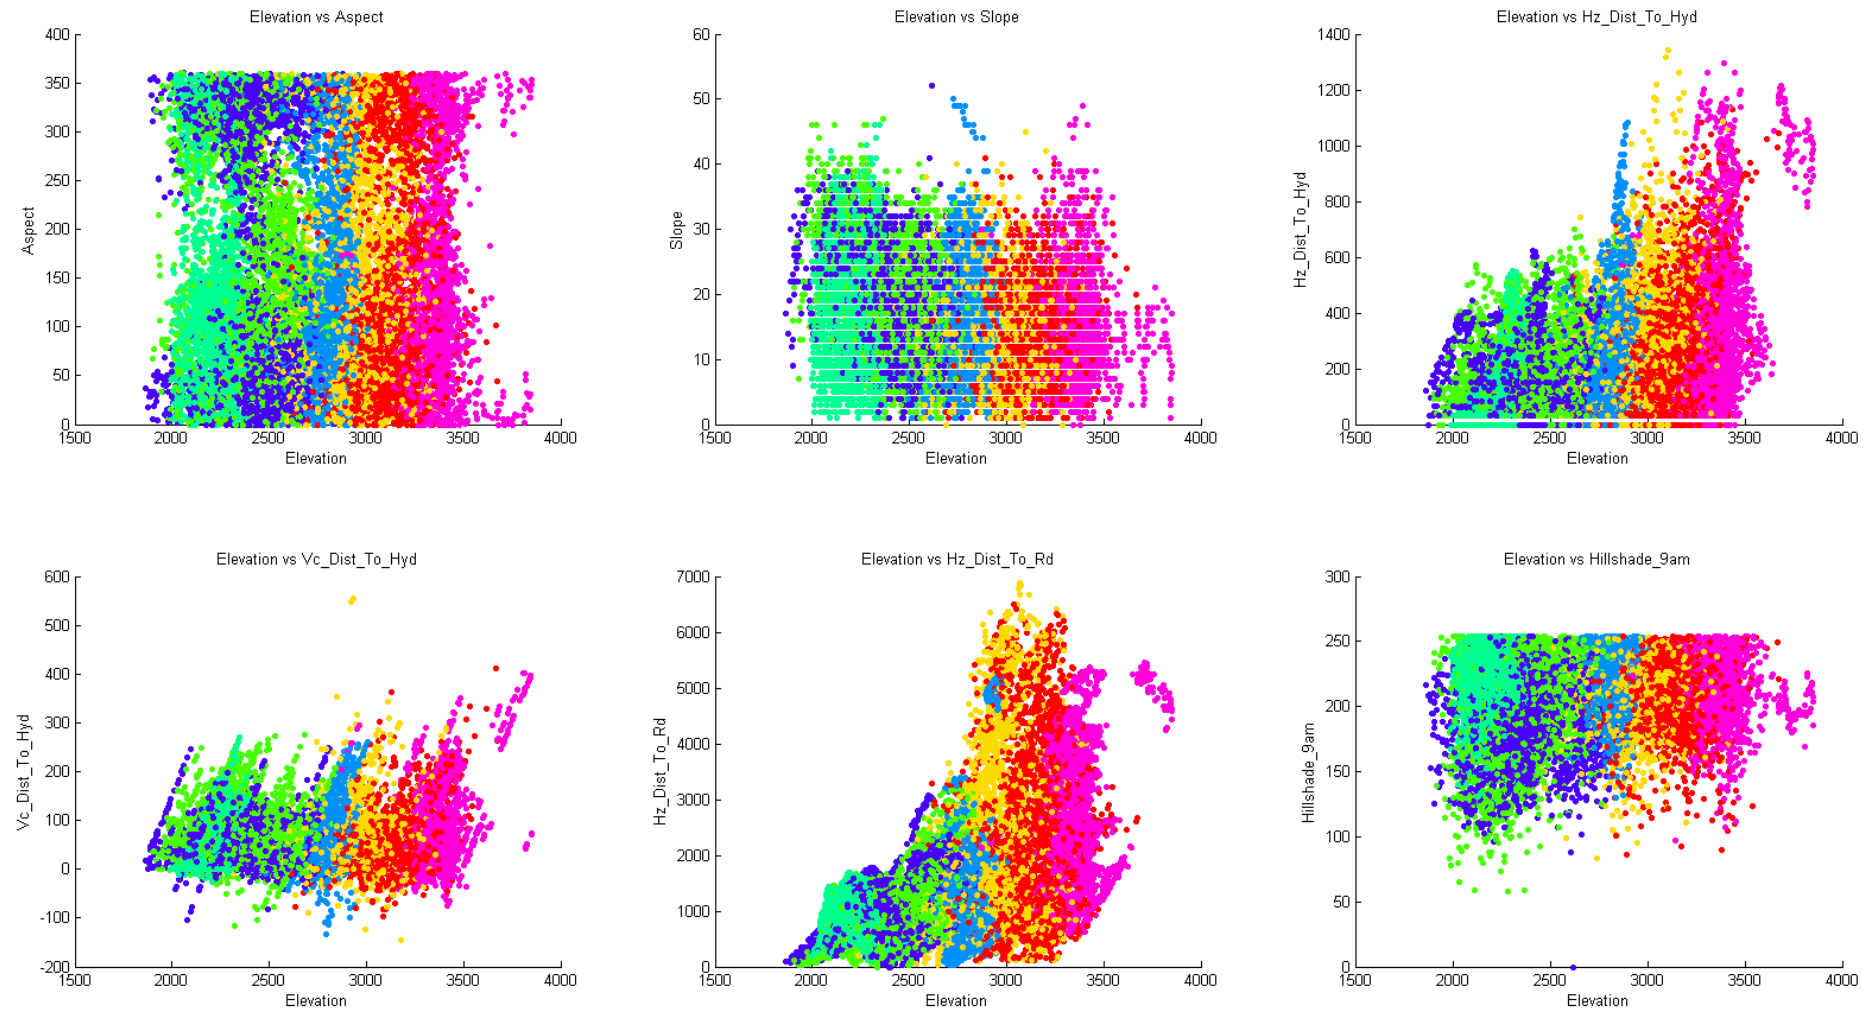 Elevation vs Aspect
400
350
300
250
200
150
100
50
0
Aspect
1500 2000 2500 3000 3500 4000
Elevation
Elevation vs Slope
60
50
40
30
20
10
0
Slope
1500 2000 2500 3000 3500 4000
Elevation
Elevation vs Hz_Dist_To_Hyd
1400
1200
1000
800
600
400
200
0
Hz_Dist_To_Hyd
1500 2000 2500 3000 3500 4000
Elevation
Elevation vs Vc_Dist_To_Hyd
600
500
400
300
200
100
0
-100
-200
Vc_Dist_To_Hyd
1500 2000 2500 3000 3500 4000
Elevation
Elevation vs Hz_Dist_To_Rd
7000
6000
5000
4000
3000
2000
1000
0
Hz_Dist_To_Rd
1500 2000 2500 3000 3500 4000
Elevation
Elevation vs Hillshade_9am
300
250
200
150
100
50
0
Hillshade_9am
1500 2000 2500 3000 3500 4000
Elevation